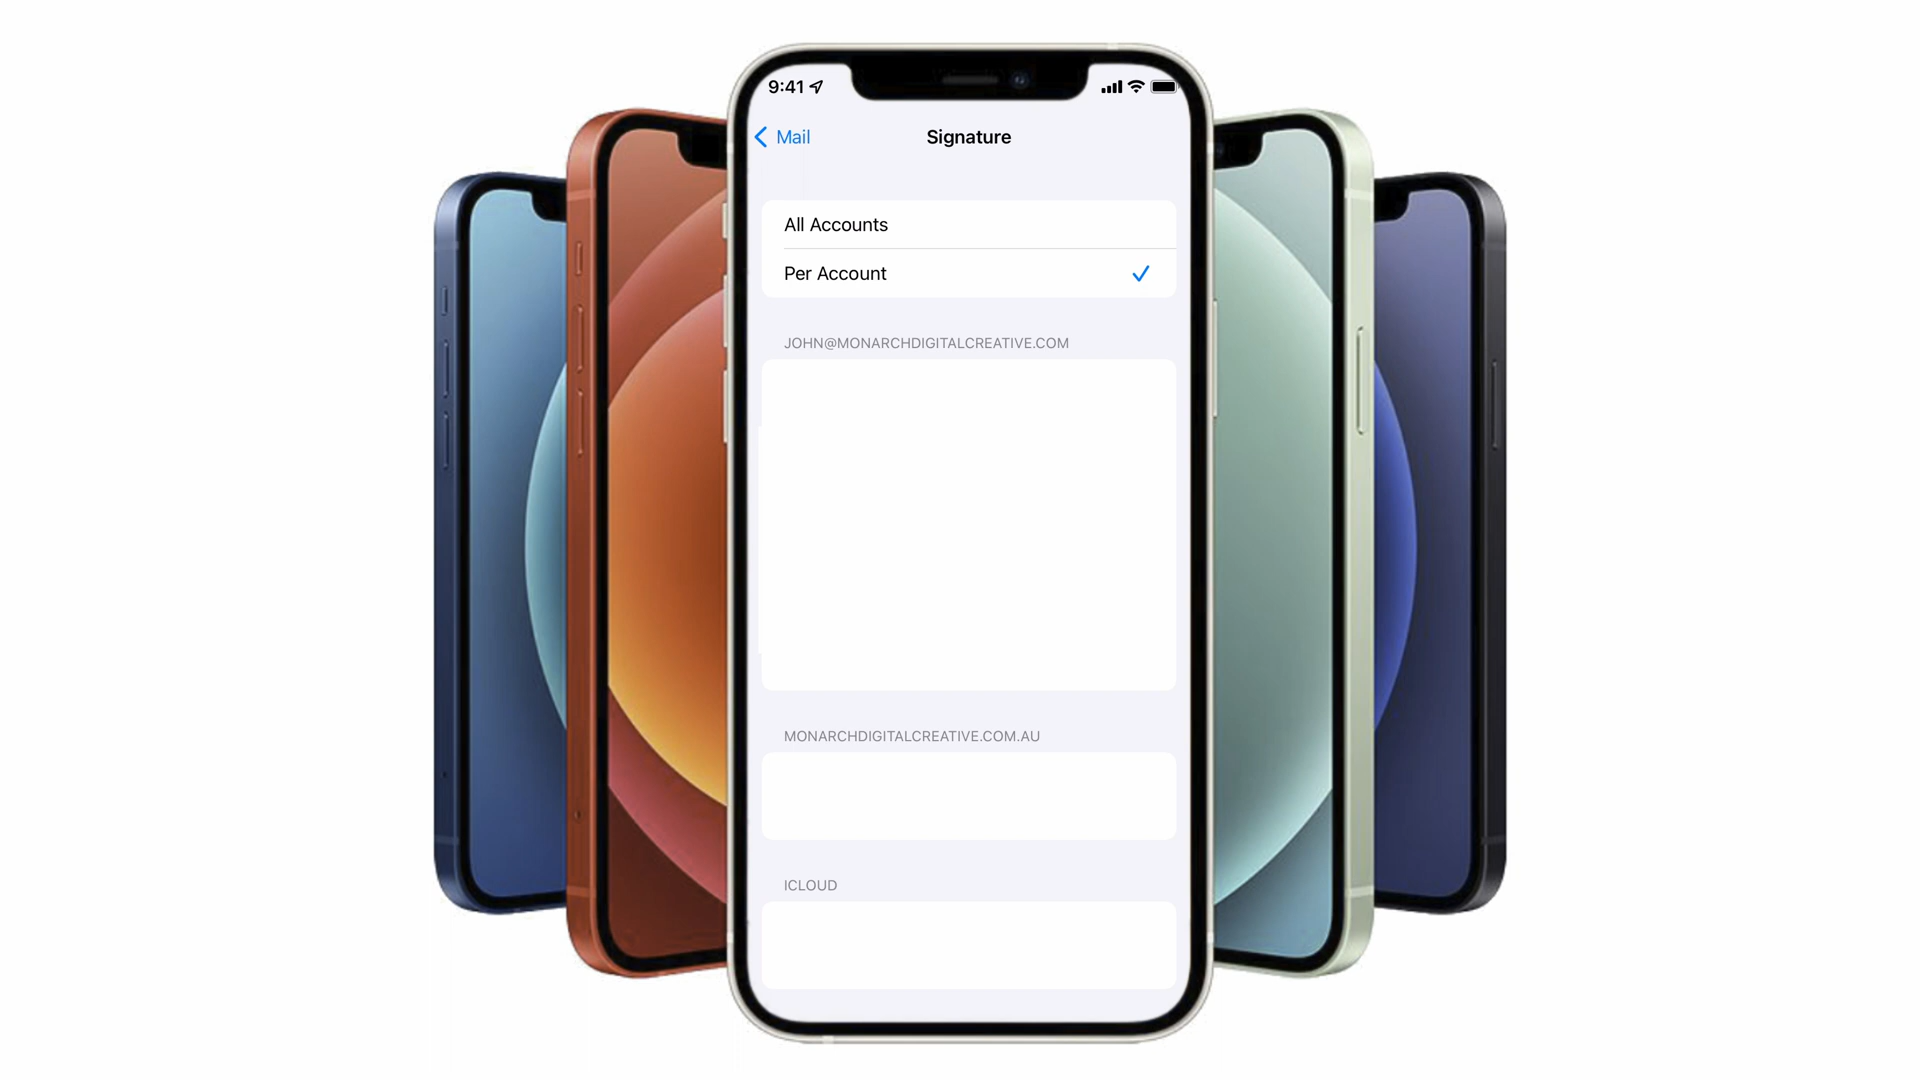 9:41
Mail
Signature
All Accounts
Per Account
JOHN@MONARCHDIGITALCREATIVE.COM
MONARCHDIGITALCREATIVE.COM.AU
ICLOUD